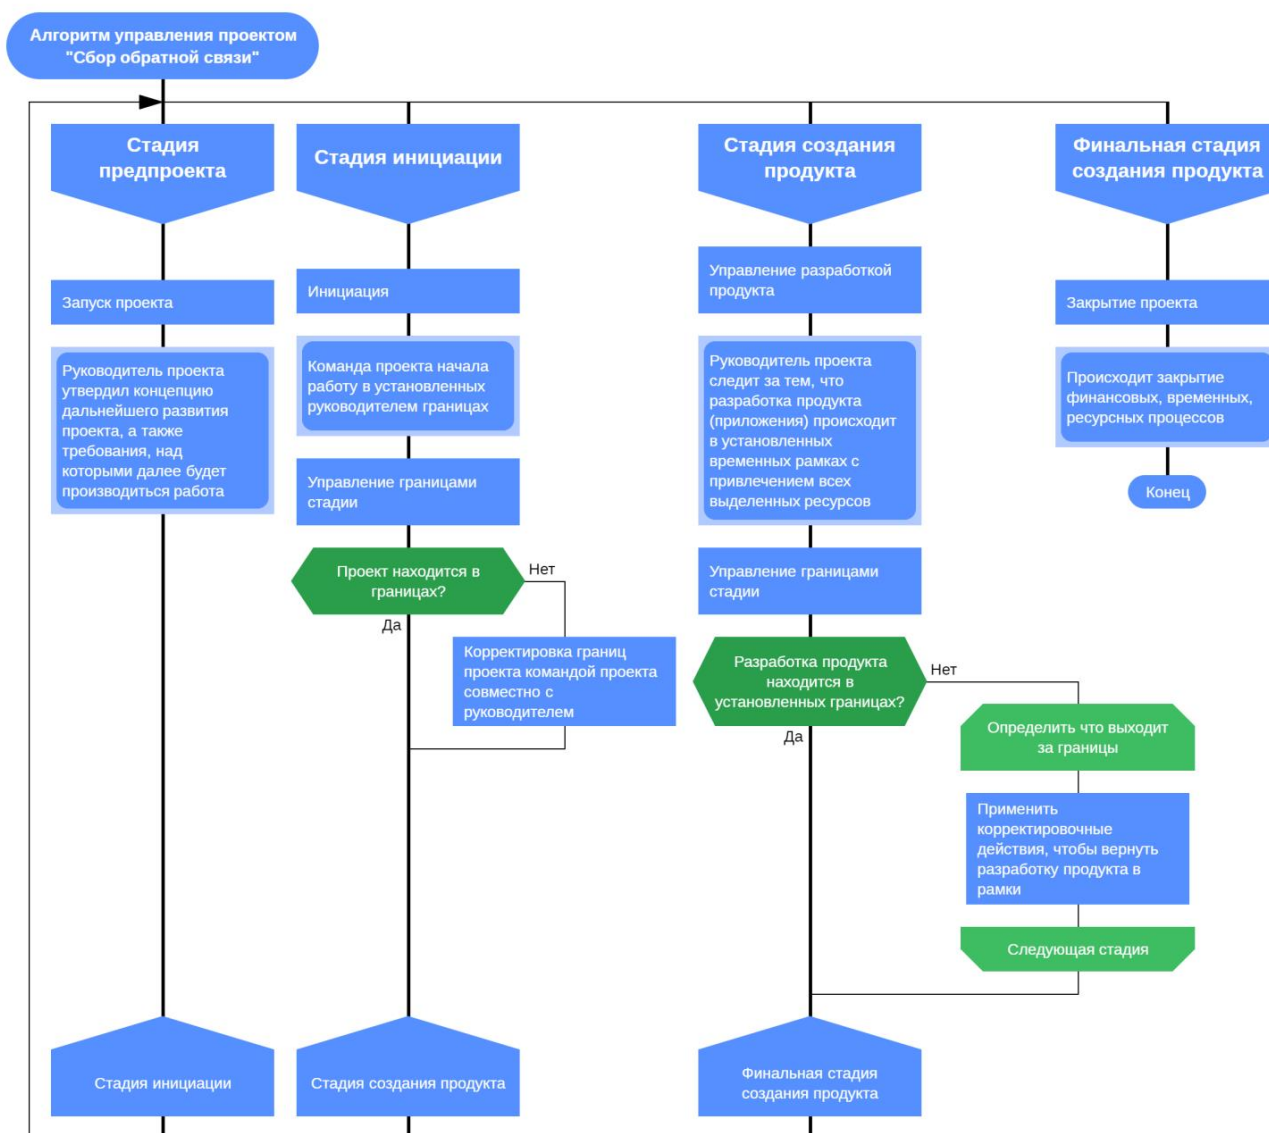 Алгоритм управления проектом
"Сбор обратной связи"
Стадия
предпроекта
Запуск проекта
Руководитель проекта
утвердил концепцию
дальнейшего развития
проекта, а также
требования, над
которыми далее будет
производиться работа
Стадия инициации
Стадия инициации
Инициация
Команда проекта начала
работу в установленных
руководителем границах
Управление границами
стадии
Проект находится в
границах?
Нет
Да
Корректировка границ
проекта командой проекта
совместно с
руководителем
Стадия создания продукта
Стадия создания
продукта
Управление разработкой
продукта
Руководитель проекта
следит за тем, что
разработка продукта
(приложения) происходит
в установленных
временных рамках с
привлечением всех
выделенных ресурсов
Управление границами
стадии
Разработка продукта
находится в
установленных границах?
Нет
Да
Определить что выходит
за границы
Применить
корректировочные
действия, чтобы вернуть
разработку продукта в
рамки
Следующая стадия
Финальная стадия
создания продукта
Финальная стадия
создания продукта
Закрытие проекта
Происходит закрытие
финансовых, временных,
ресурсных процессов
Конец